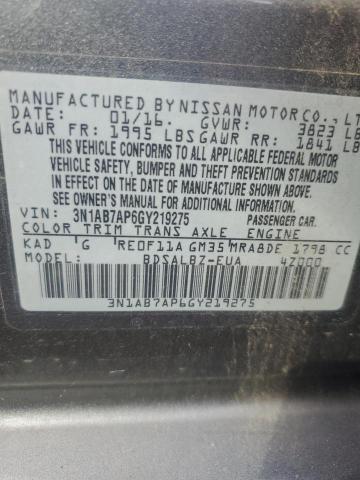 MANUFACTURED BY NISSAN MOTOR CO., LT
DATE: 01/16. GVWR: 3823 LB
GAWR FR: 1995 LBS GAWR RR: 1841 LB
THIS VEHICLE CONFORMS TO ALL APPLICABLE FEDERAL MOTOR
VEHICLE SAFETY, BUMPER AND THEFT PREVENTION
STANDARDS IN EFFECT ON THE DATE OF
MANUFACTURE SHOWN ABOVE. SEE
OWNER'S MANUAL FOR ADDITIONAL INFORMATION.
VIN: 3N1AB7AP6GY219275 PASSENGER CAR.
COLOR TRIM TRANS AXLE ENGINE
KAD G RE0F11A GM35 MRA8DE 1798 CC
MODEL: BDSALBZ-EUA 4Z000
3N1AB7AP6GY219275